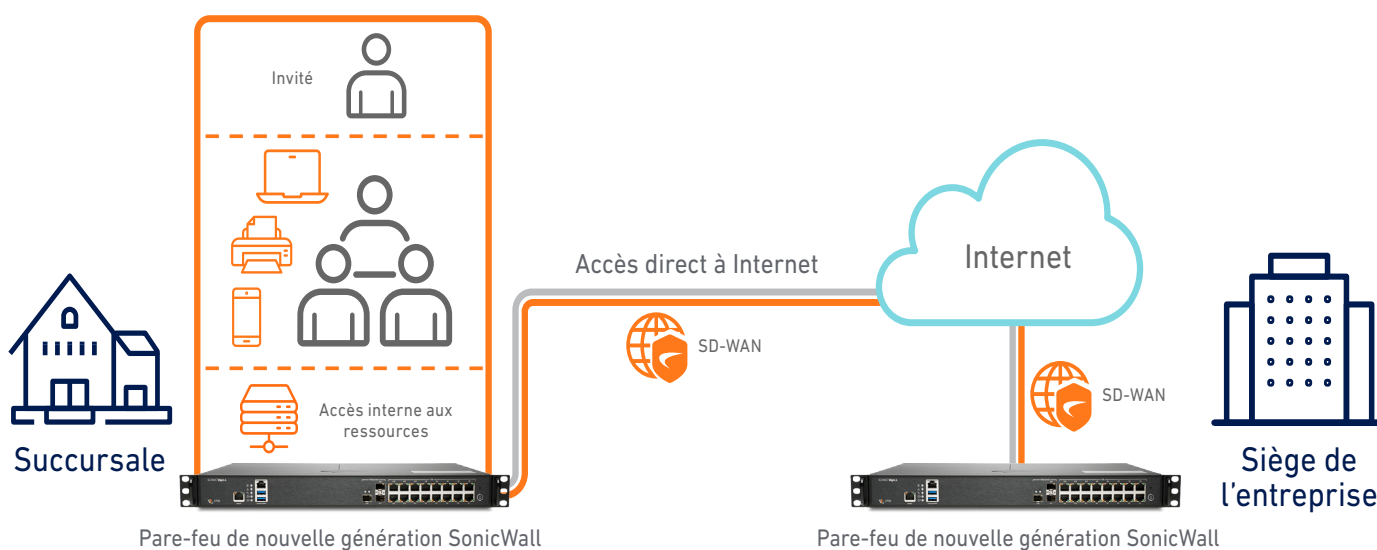 Invité
Accès interne aux
ressources
Succursale
Pare-feu de nouvelle génération SonicWall
Accès direct à Internet
SD-WAN
Internet
SD-WAN
Siège de
l'entreprise
Pare-feu de nouvelle génération SonicWall